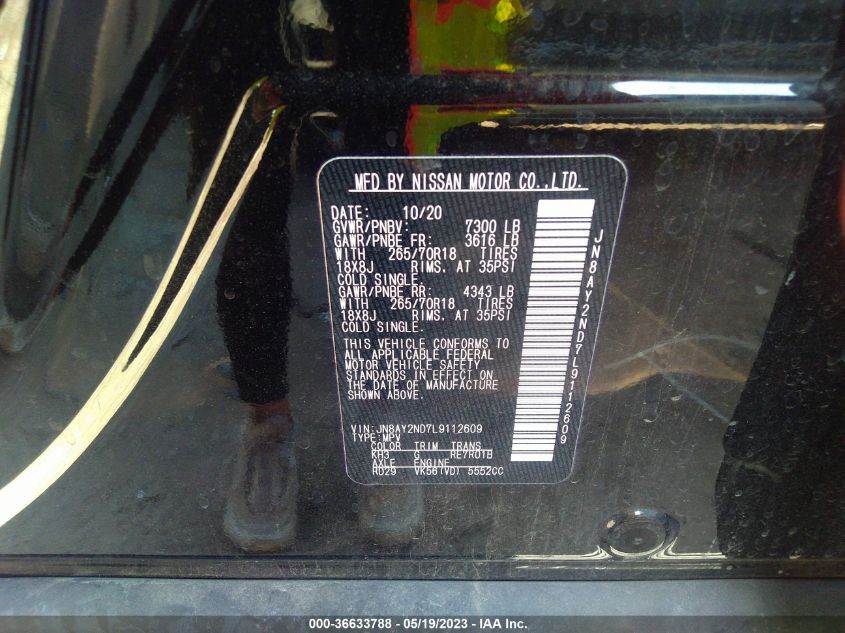 MFD BY NISSAN MOTOR CO.,LTD.
DATE: 10/20
GVWR/PNBV: 7300 LB
GAWR/PNBE FR: 3616 LB
WITH 265/70R18 TIRES
18X8J RIMS. AT 35PSI
COLD SINGLE.
GAWR/PNBE RR: 4343 LB
WITH 265/70R18 TIRES
18X8J RIMS. AT 35PSI
COLD SINGLE.
THIS VEHICLE CONFORMS TO
ALL APPLICABLE FEDERAL
MOTOR VEHICLE SAFETY
STANDARDS IN EFFECT ON
THE DATE OF MANUFACTURE
SHOWN ABOVE.
VIN:JN8AY2ND7L9112609
TYPE:MPV
COLOR TRIM TRANS
KH3 G RE7R01B
AXLE ENGINE
RD29 VK56(VD) 5552CC
JN8AY2ND7L9112609
000-36633788 - 05/19/2023 - IAA Inc.